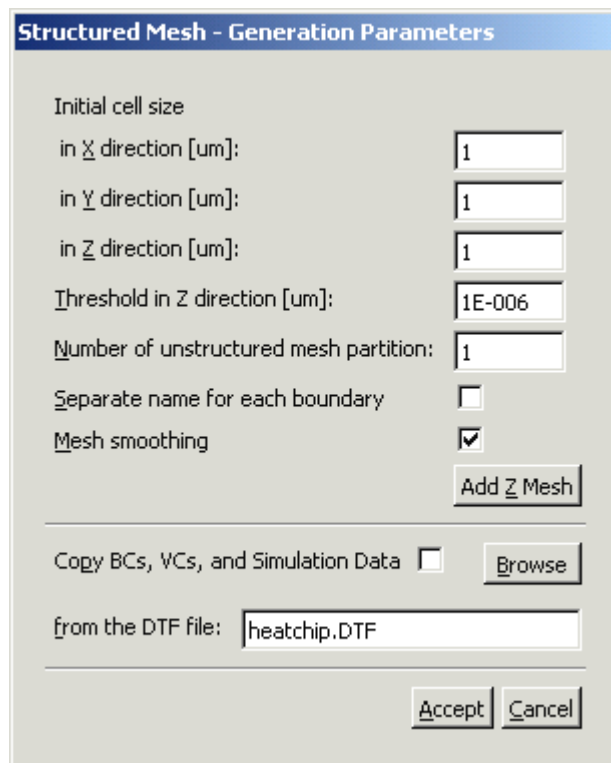 Structured Mesh - Generation Parameters
Initial cell size
in X direction [um]: 1
in Y direction [um]: 1
in Z direction [um]: 1
Threshold in Z direction [um]: 1E-006
Number of unstructured mesh partition: 1
Separate name for each boundary
Mesh smoothing
Add Z Mesh
Copy BCs, VCs, and Simulation Data Browse
from the DTF file: heatchip.DTF
Accept Cancel